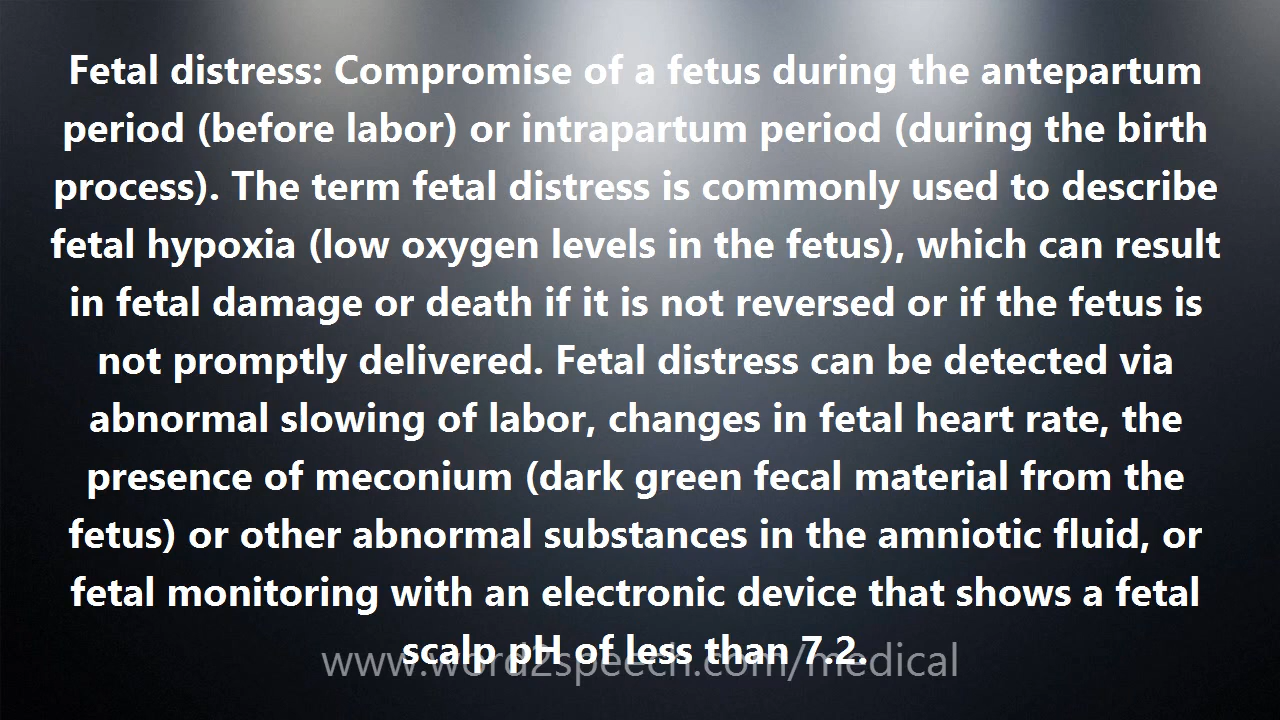 Fetal distress: Compromise of a fetus during the antepartum
period (before labor) or intrapartum period (during the birth
process). The term fetal distress is commonly used to describe
fetal hypoxia (low oxygen levels in the fetus), which can result
in fetal damage or death if it is not reversed or if the fetus is
not promptly delivered. Fetal distress can be detected via
abnormal slowing of labor, changes in fetal heart rate, the
presence of meconium (dark green fecal material from the
fetus) or other abnormal substances in the amniotic fluid, or
fetal monitoring with an electronic device that shows a fetal
scalp pH of less than 7.2.
www.word2speech.com/medical